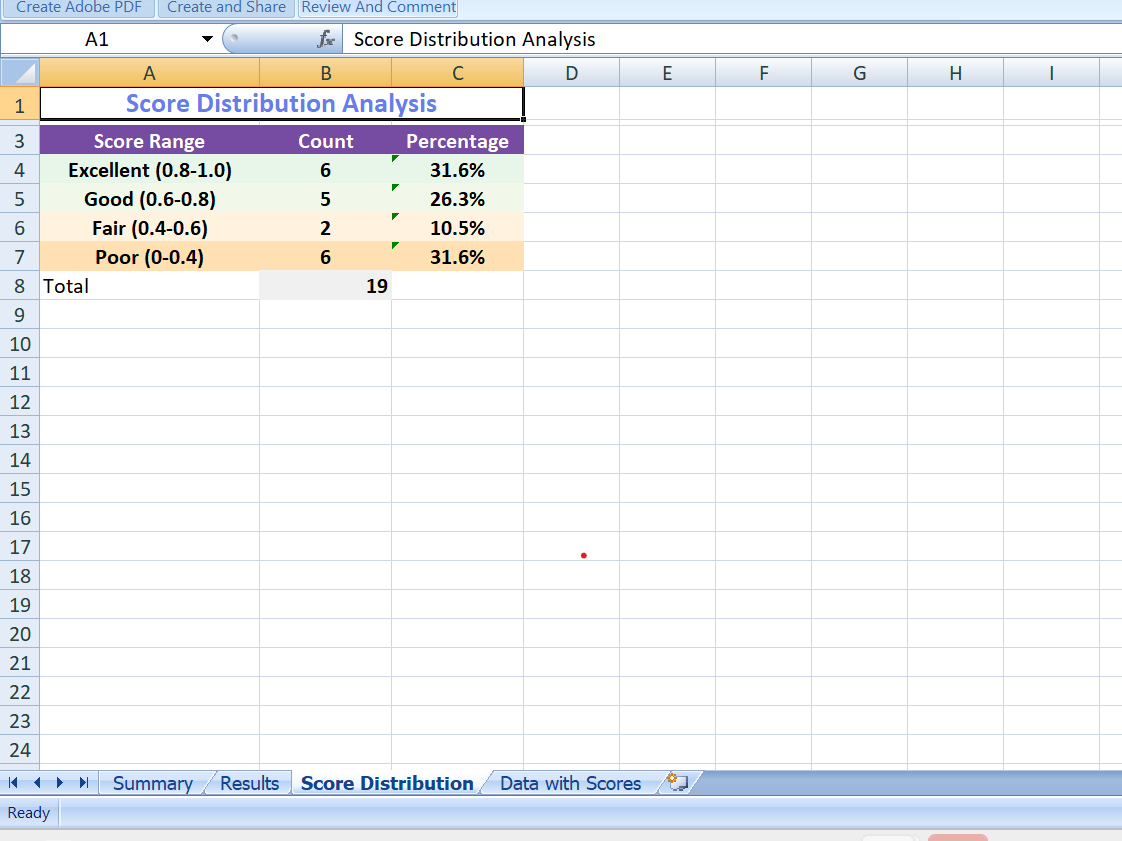 Create Adobe PDF Create and Share Review And Comment
A1 fx Score Distribution Analysis
A B C D E F G H I
1 Score Distribution Analysis
3 Score Range Count Percentage
4 Excellent (0.8-1.0) 6 31.6%
5 Good (0.6-0.8) 5 26.3%
6 Fair (0.4-0.6) 2 10.5%
7 Poor (0-0.4) 6 31.6%
8 Total 19
9
10
11
12
13
14
15
16
17
18
19
20
21
22
23
24
Summary Results Score Distribution Data with Scores
Ready